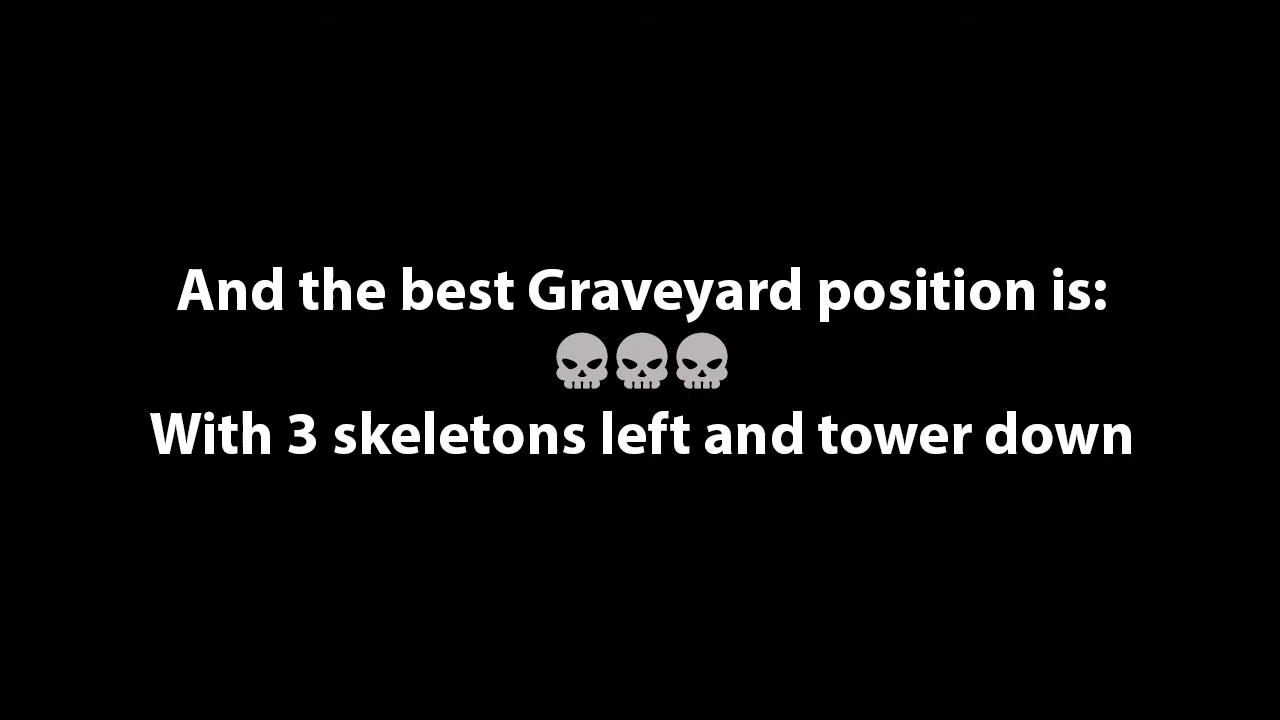 And the best Graveyard position is:
With 3 skeletons left and tower down